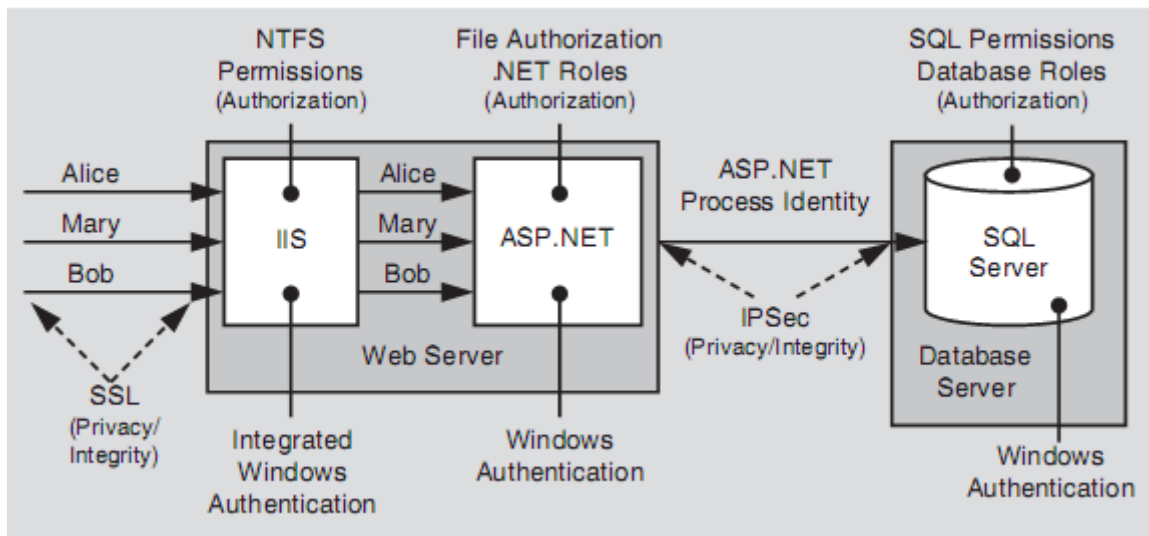 NTFS
Permissions
(Authorization)
File Authorization
.NET Roles
(Authorization)
SQL Permissions
Database Roles
(Authorization)
Alice
Mary
Bob
IIS
Alice
Mary
Bob
ASP.NET
Web Server
ASP.NET
Process Identity
IPSec
(Privacy/Integrity)
SQL
Server
Database
Server
SSL
(Privacy/
Integrity)
Integrated
Windows
Authentication
Windows
Authentication
Windows
Authentication